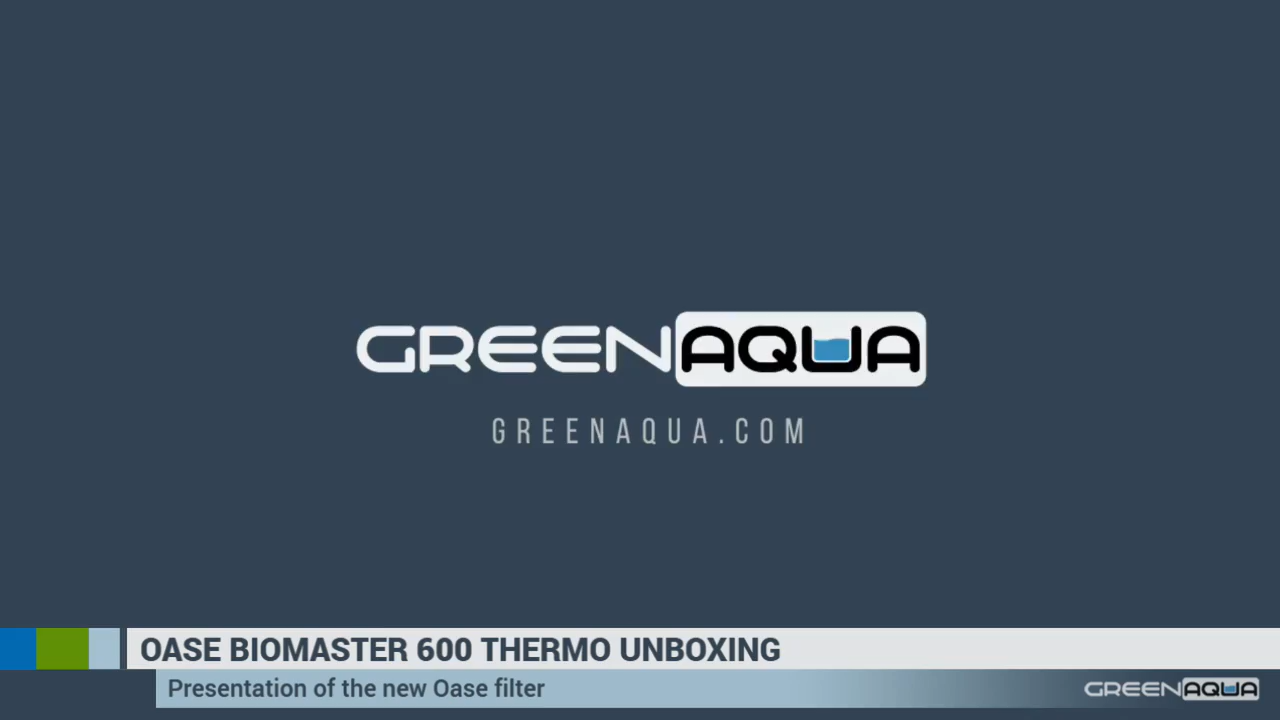 GREENAQUA
GREENAQUA.COM
OASE BIOMASTER 600 THERMO UNBOXING
Presentation of the new Oase filter
GREENAQUA